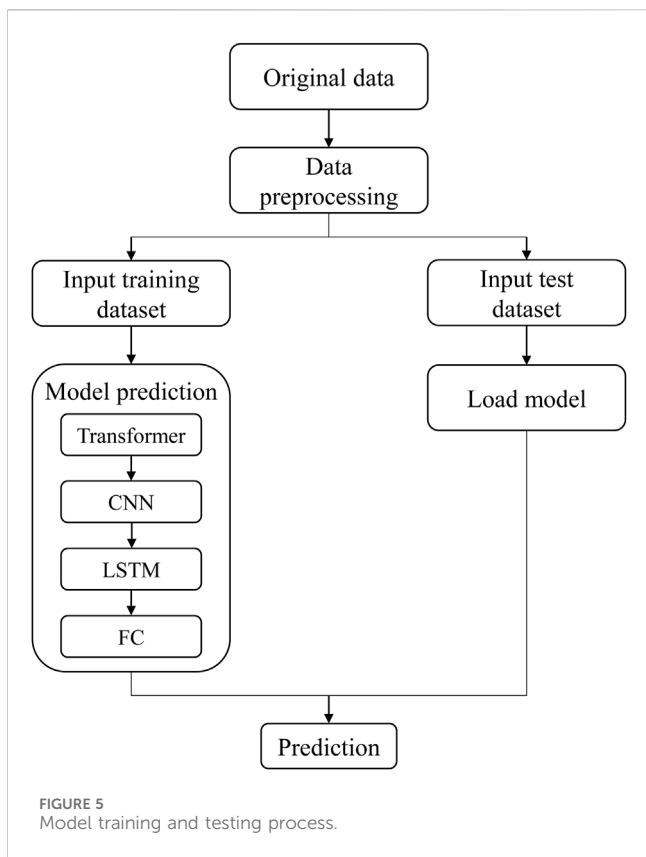 Original data
Data
preprocessing
Input training
dataset
Input test
dataset
Model prediction
Transformer
CNN
LSTM
FC
Load model
Prediction
FIGURE 5
Model training and testing process.